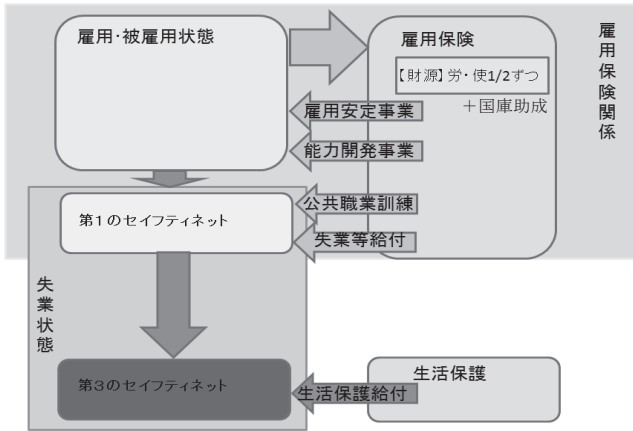 雇用・被雇用状態
雇用保険
【財源】労・使1/2ずつ
＋国庫助成
雇用保険関係
雇用安定事業
能力開発事業
公共職業訓練
第1のセイフティネット
失業等給付
失業状態
第3のセイフティネット
生活保護給付
生活保護